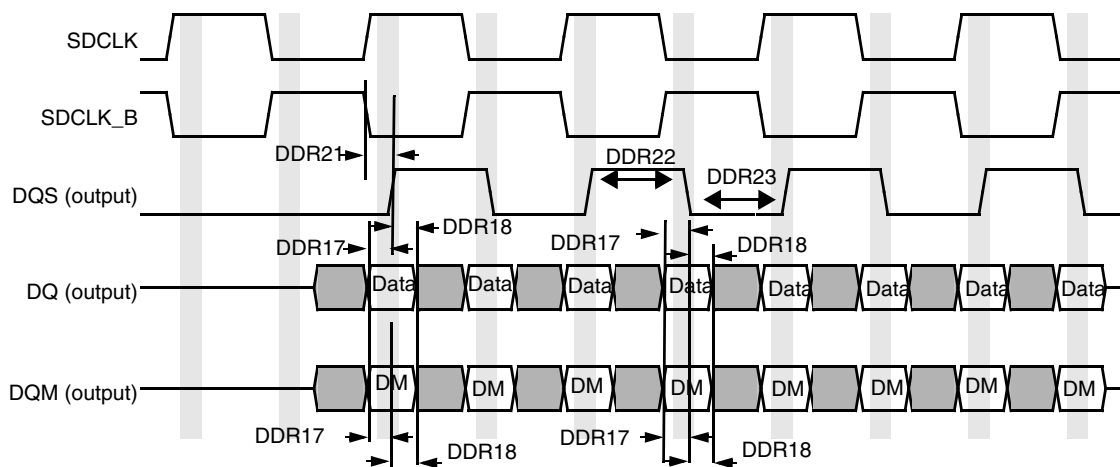 SDCLK
SDCLK_B
DDR21
DDR22
DQS (output)
DDR23
DDR17
DDR18
DDR17
DDR18
DQ (output)
Data Data Data Data Data Data Data Data
DQM (output)
DM DM DM DM DM DM DM DM
DDR17
DDR18
DDR17
DDR18